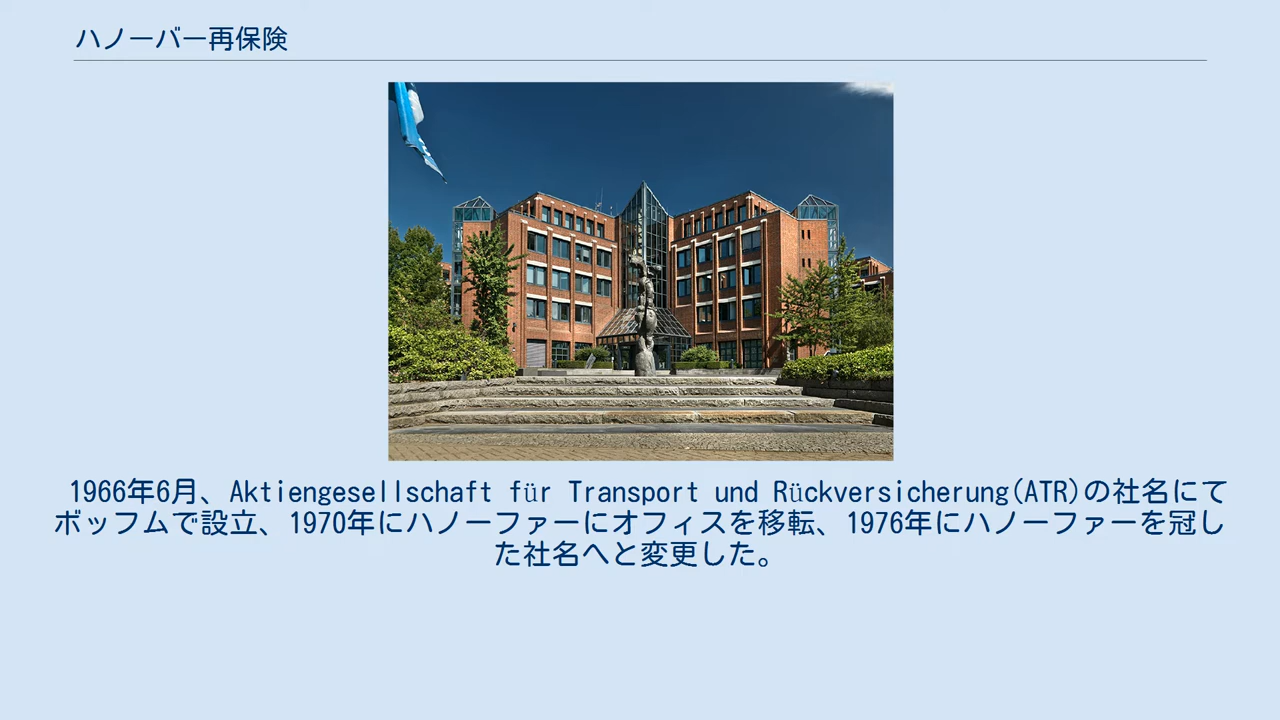 ハノーバー再保険
1966年6月、Aktiengesellschaft für Transport und Rückversicherung(ATR)の社名にて
ボッフムで設立、1970年にハノーファーにオフィスを移転、1976年にハノーファーを冠し
た社名へと変更した。